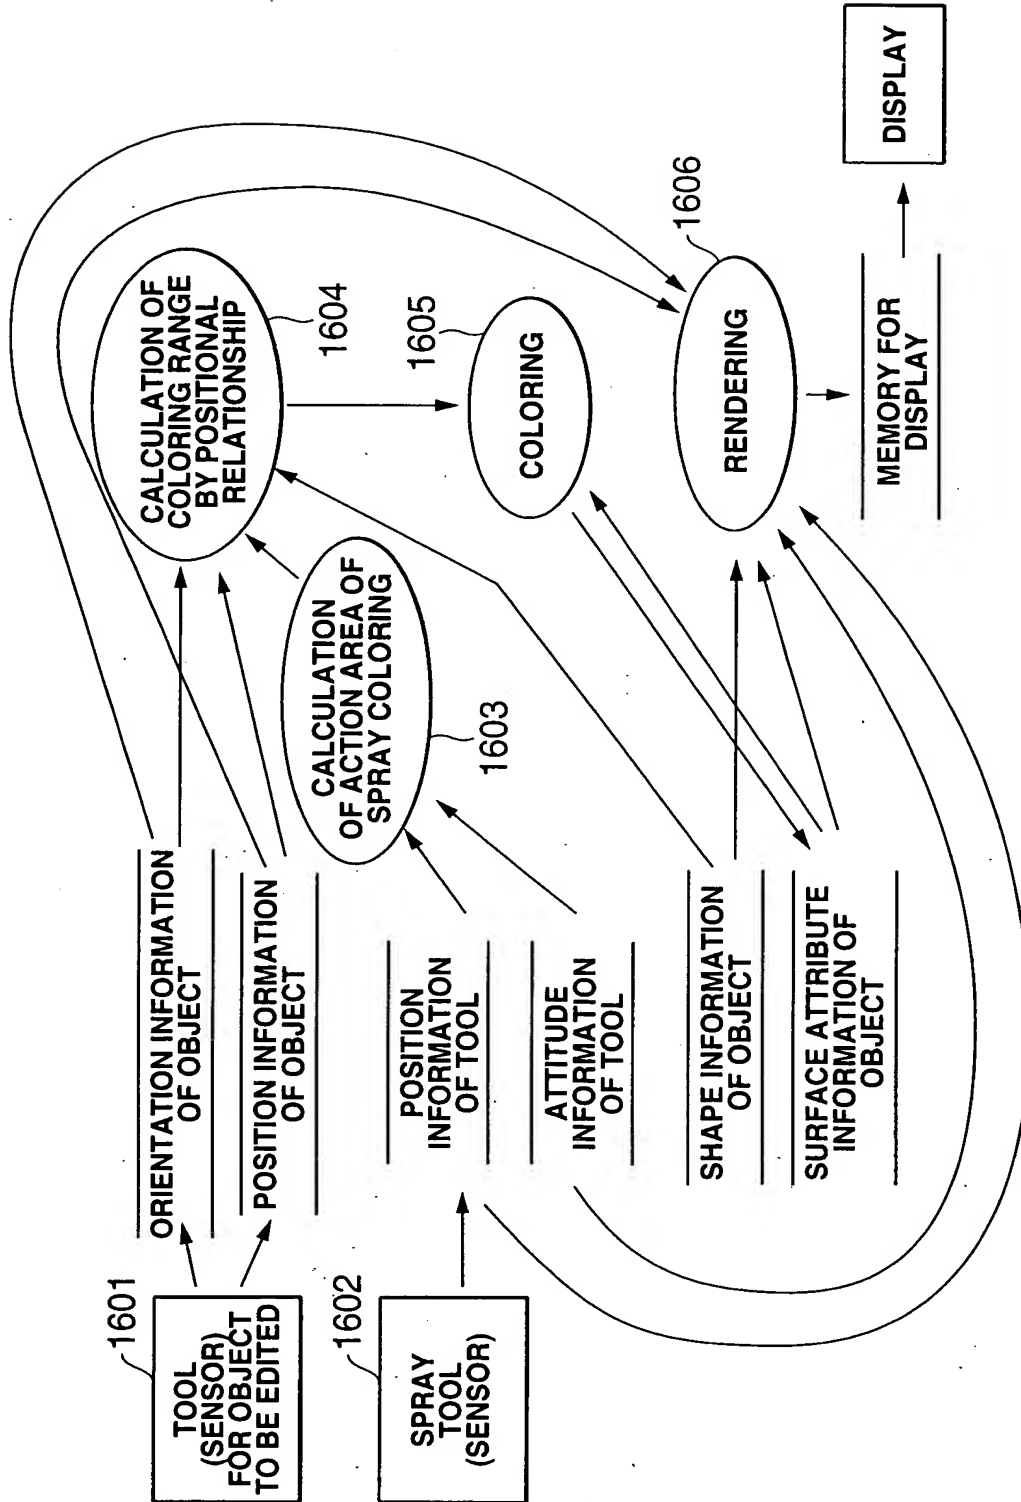 TOOL
(SENSOR)
FOR OBJECT
TO BE EDITED
1601
SPRAY
TOOL
(SENSOR)
1602
ORIENTATION INFORMATION
OF OBJECT
POSITION INFORMATION
OF OBJECT
POSITION
INFORMATION
OF TOOL
ATTITUDE
INFORMATION
OF TOOL
SHAPE INFORMATION
OF OBJECT
SURFACE ATTRIBUTE
INFORMATION OF
OBJECT
CALCULATION
OF ACTION AREA OF
SPRAY COLORING
1603
CALCULATION OF
COLORING RANGE
BY POSITIONAL
RELATIONSHIP
1604
COLORING
1605
RENDERING
1606
MEMORY FOR
DISPLAY
DISPLAY